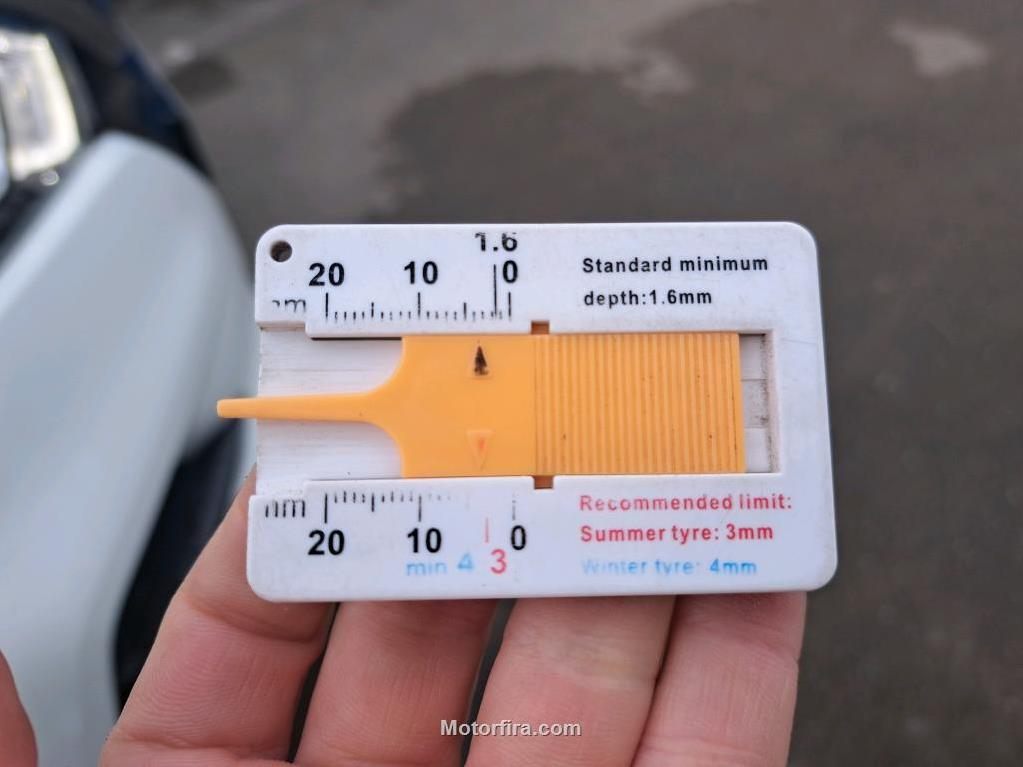 1.6
20 10 0
mm
Standard minimum
depth:1.6mm
mm
20 10 0
min 4 3
Recommended limit:
Summer tyre: 3mm
Winter tyre: 4mm
Motorfira.com